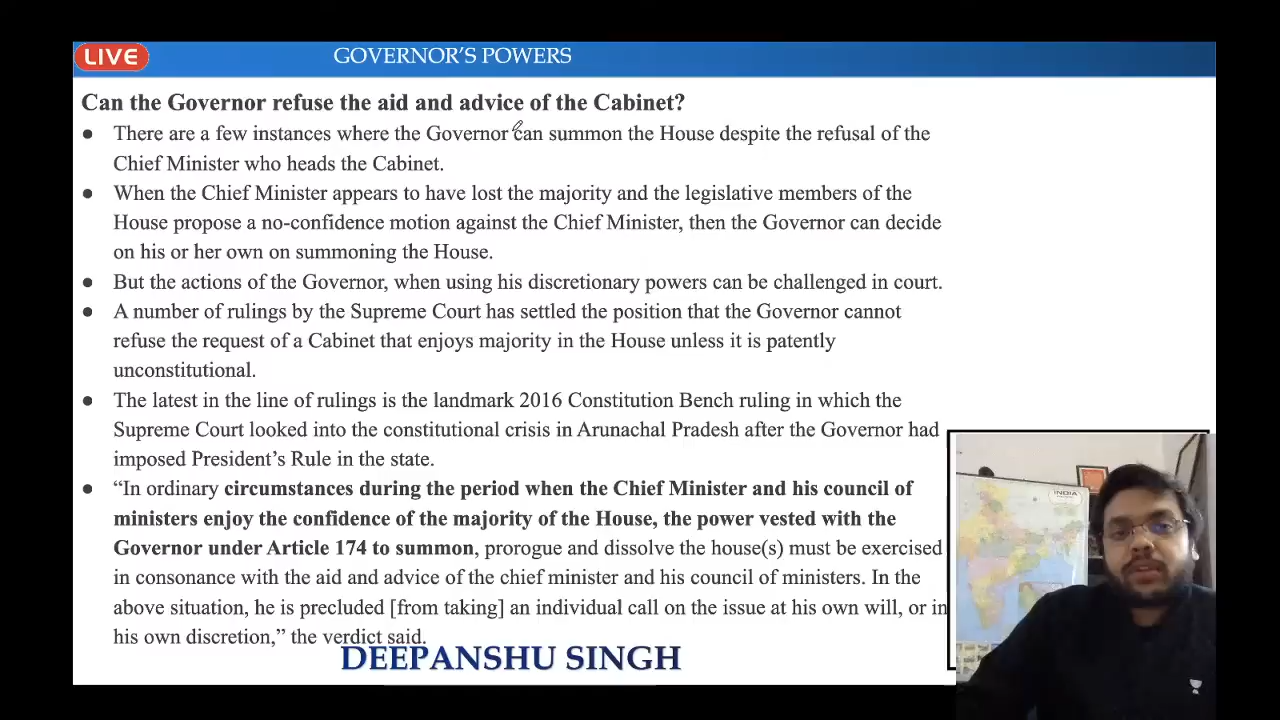 LIVE
GOVERNOR'S POWERS
Can the Governor refuse the aid and advice of the Cabinet?
● There are a few instances where the Governor can summon the House despite the refusal of the
Chief Minister who heads the Cabinet.
● When the Chief Minister appears to have lost the majority and the legislative members of the
House propose a no-confidence motion against the Chief Minister, then the Governor can decide
on his or her own on summoning the House.
● But the actions of the Governor, when using his discretionary powers can be challenged in court.
● A number of rulings by the Supreme Court has settled the position that the Governor cannot
refuse the request of a Cabinet that enjoys majority in the House unless it is patently
unconstitutional.
● The latest in the line of rulings is the landmark 2016 Constitution Bench ruling in which the
Supreme Court looked into the constitutional crisis in Arunachal Pradesh after the Governor had
imposed President's Rule in the state.
● “In ordinary circumstances during the period when the Chief Minister and his council of
ministers enjoy the confidence of the majority of the House, the power vested with the
Governor under Article 174 to summon, prorogue and dissolve the house(s) must be exercised
in consonance with the aid and advice of the chief minister and his council of ministers. In the
above situation, he is precluded [from taking] an individual call on the issue at his own will, or in
his own discretion,” the verdict said.
DEEPANSHU SINGH
INDIA